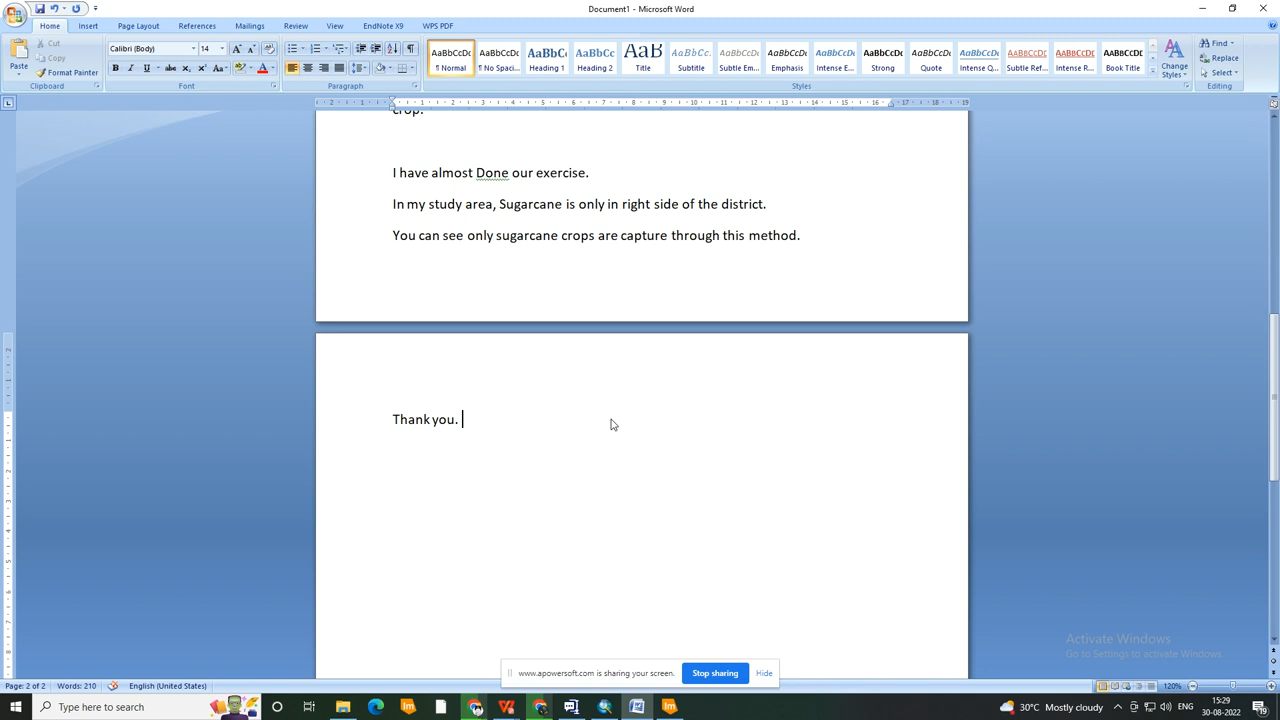 Document1 - Microsoft Word
Home Insert Page Layout References Mailings Review View EndNote X9 WPS PDF
Paste
Cut
Copy
Format Painter
Clipboard
Calibri (Body) 14
Font
Paragraph
AaBbCcDc AaBbCcDc AaBbCc AaBbCc AaB AaBbCc AaBbCcDc AaBbCcDc AaBbCcDc AaBbCcDc AaBbCcDc AaBbCcDc AaBbCcDc AaBbCcDc AaBbCcDc
¶ Normal ¶ No Spaci... Heading 1 Heading 2 Title Subtitle Subtle Em... Emphasis Intense E... Strong Quote Intense Q... Subtle Ref... Intense R... Book Title
Change Styles
Styles
Find
Replace
Select
Editing
crop.
I have almost Done our exercise.
In my study area, Sugarcane is only in right side of the district.
You can see only sugarcane crops are capture through this method.
Thank you.
Activate Windows
Go to Settings to activate Windows.
www.apowersoft.com is sharing your screen. Stop sharing Hide
Page: 2 of 2 Words: 210 English (United States) 120%
Type here to search
30°C Mostly cloudy ENG 15:29
30-08-2022